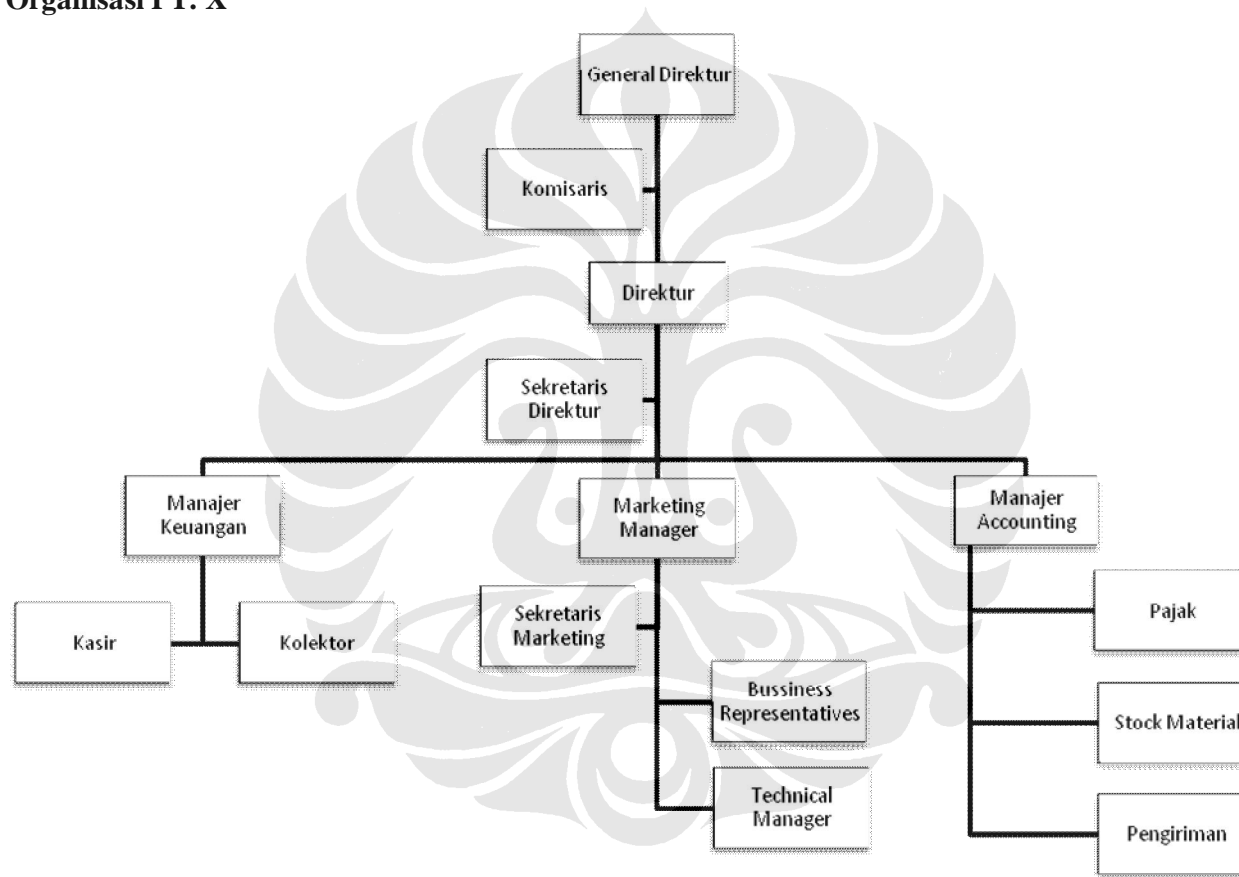 Organisasi PT. X
General Direktur
Komisaris
Direktur
Sekretaris
Direktur
Manajer
Keuangan
Marketing
Manager
Manajer
Accounting
Kasir
Kolektor
Sekretaris
Marketing
Bussiness
Representatives
Technical
Manager
Pajak
Stock Material
Pengiriman